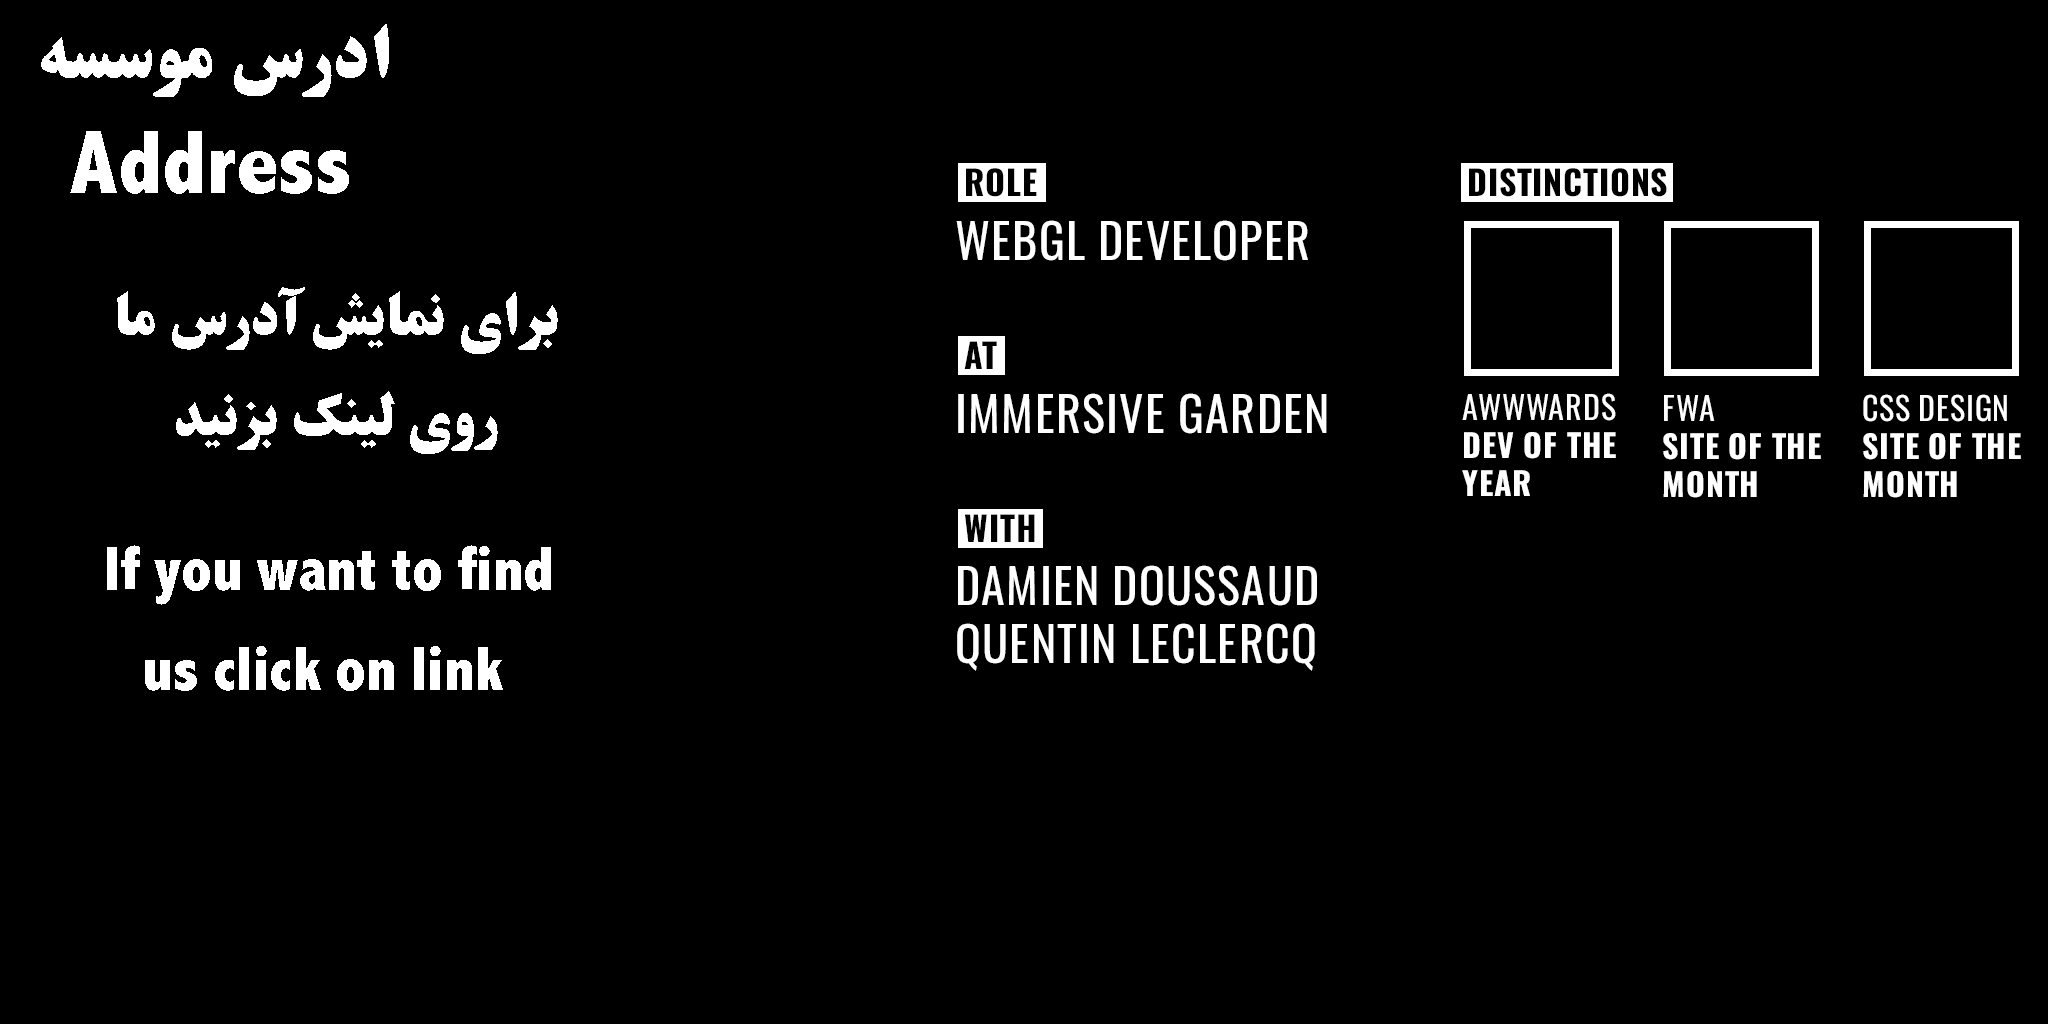 ادرس موسسه
Address
برای نمایش آدرس ما
روی لینک بزنید
If you want to find
us click on link
ROLE
WEBGL DEVELOPER
AT
IMMERSIVE GARDEN
WITH
DAMIEN DOUSSAUD
QUENTIN LECLERCQ
DISTINCTIONS
AWWWARDS
DEV OF THE
YEAR
FWA
SITE OF THE
MONTH
CSS DESIGN
SITE OF THE
MONTH